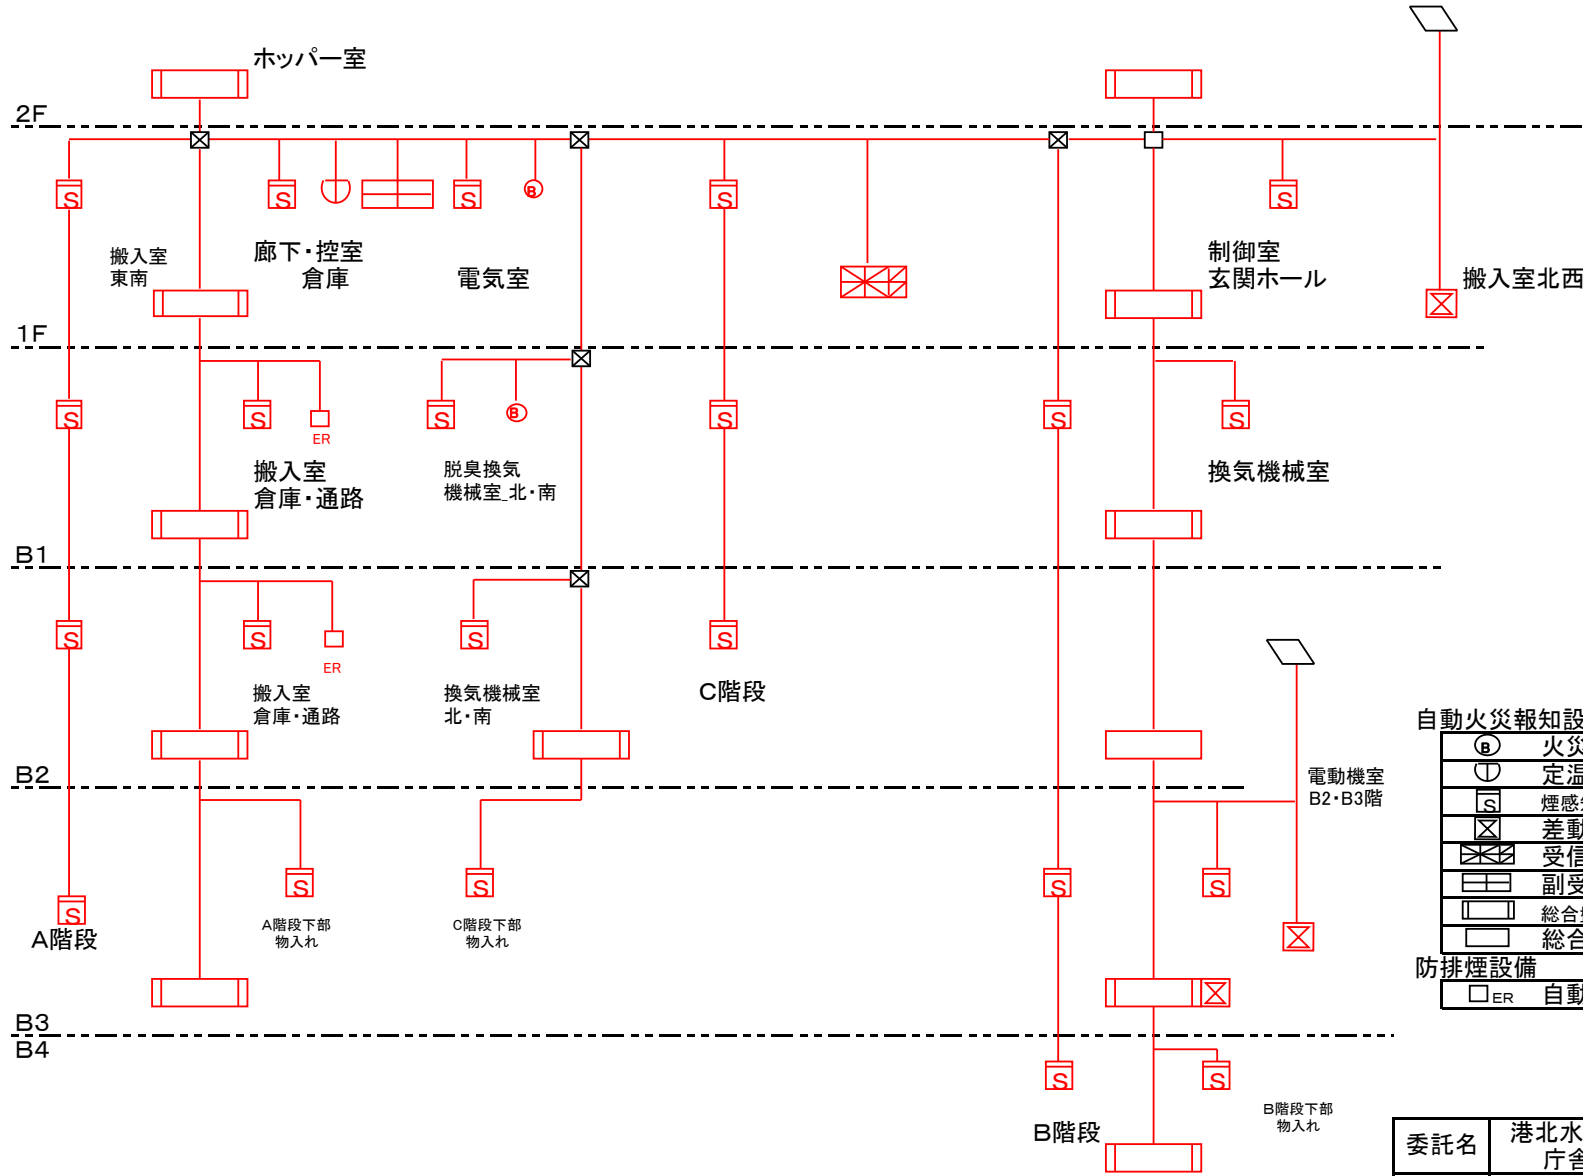 ホッパー室
2F
S
S
S
B
S
S
搬入室
東南
廊下・控室
倉庫
電気室
制御室
玄関ホール
搬入室北西
1F
S
S
ER
S
B
S
S
S
搬入室
倉庫・通路
脱臭換気
機械室_北・南
換気機械室
B1
S
S
ER
S
S
搬入室
倉庫・通路
換気機械室
北・南
C階段
B2
電動機室
B2・B3階
S
S
S
S
S
S
A階段
A階段下部
物入れ
C階段下部
物入れ
B3
B4
S
S
B階段
B階段下部
物入れ
自動火災報知設
B 火災
定温
S 煙感
差動
受信
副受
総合
総合
防排煙設備
ER 自動
委託名 港北水
庁舎